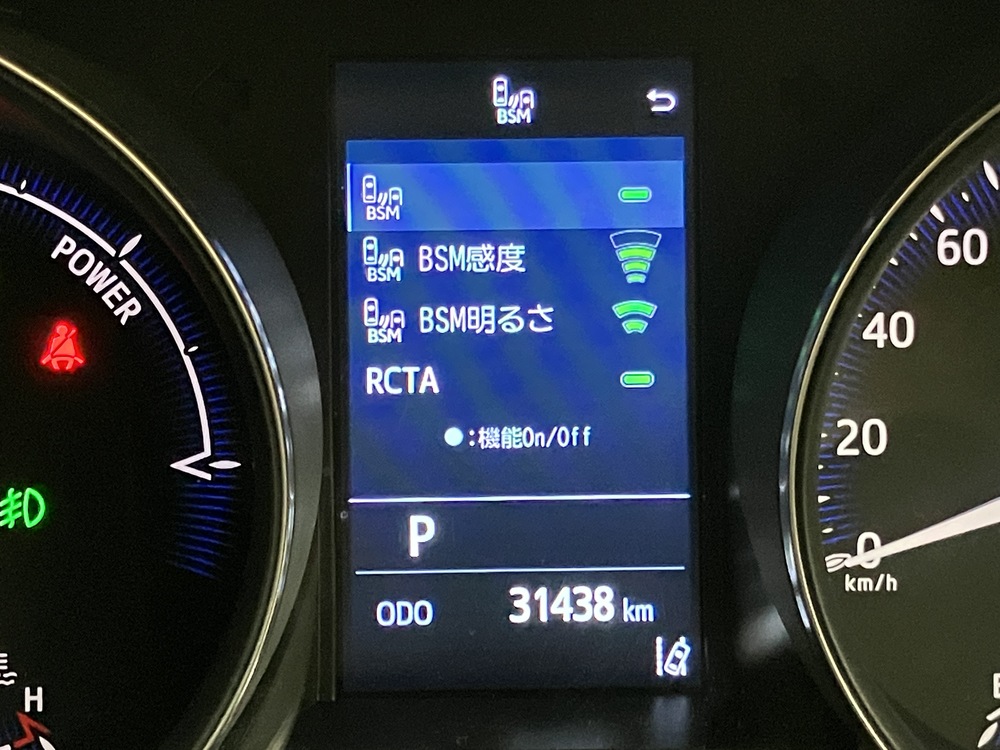 BSM
BSM
BSM BSM感度
BSM BSM明るさ
RCTA
●:機能On/Off
P
ODO 31438 km
POWER
H
60
40
20
0
km/h